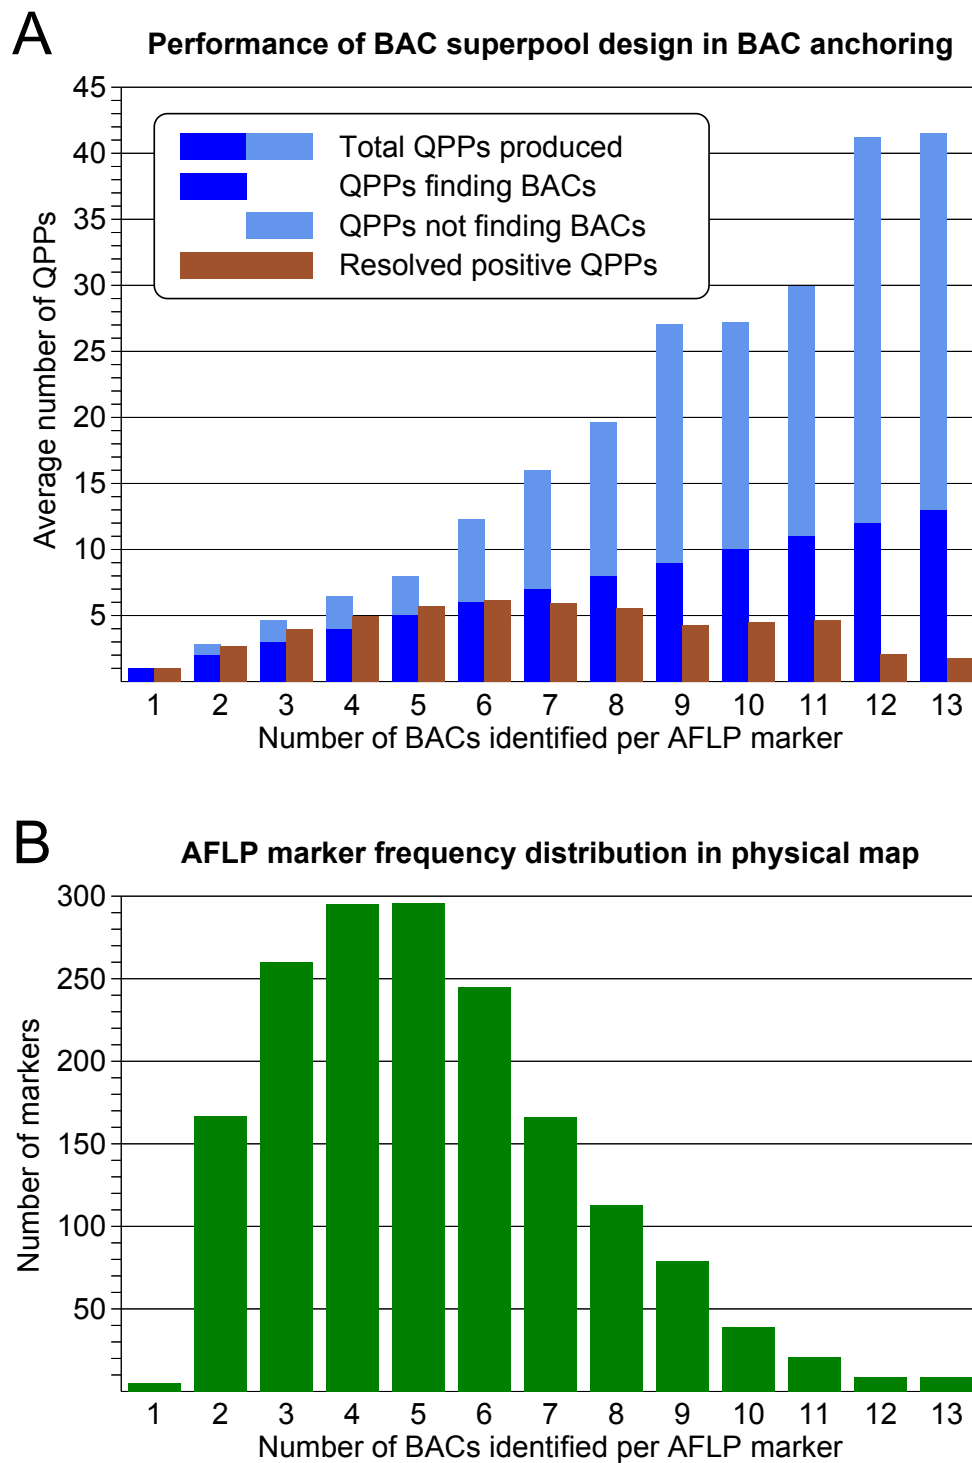 A
Performance of BAC superpool design in BAC anchoring
45
40
35
30
25
20
15
10
5
Average number of QPPs
Total QPPs produced
QPPs finding BACs
QPPs not finding BACs
Resolved positive QPPs
1 2 3 4 5 6 7 8 9 10 11 12 13
Number of BACs identified per AFLP marker
B
AFLP marker frequency distribution in physical map
300
250
200
150
100
50
Number of markers
1 2 3 4 5 6 7 8 9 10 11 12 13
Number of BACs identified per AFLP marker